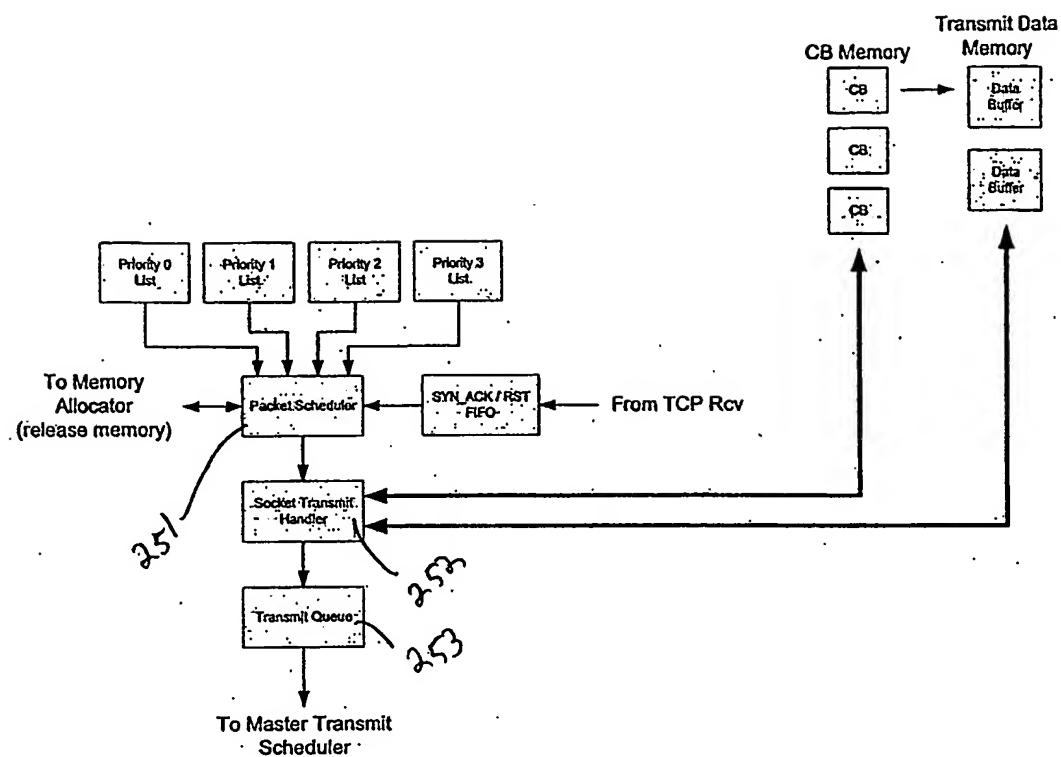 Transmit Data
Memory
CB Memory
CB
Data
Buffer
CB
Data
Buffer
CB
Priority 0
List
Priority 1
List
Priority 2
List
Priority 3
List
To Memory
Allocator
(release memory)
Packet Scheduler
SYN_ACK / RST
FIFO
From TCP Rcv
Socket Transmit
Handler
251
252
Transmit Queue
253
To Master Transmit
Scheduler